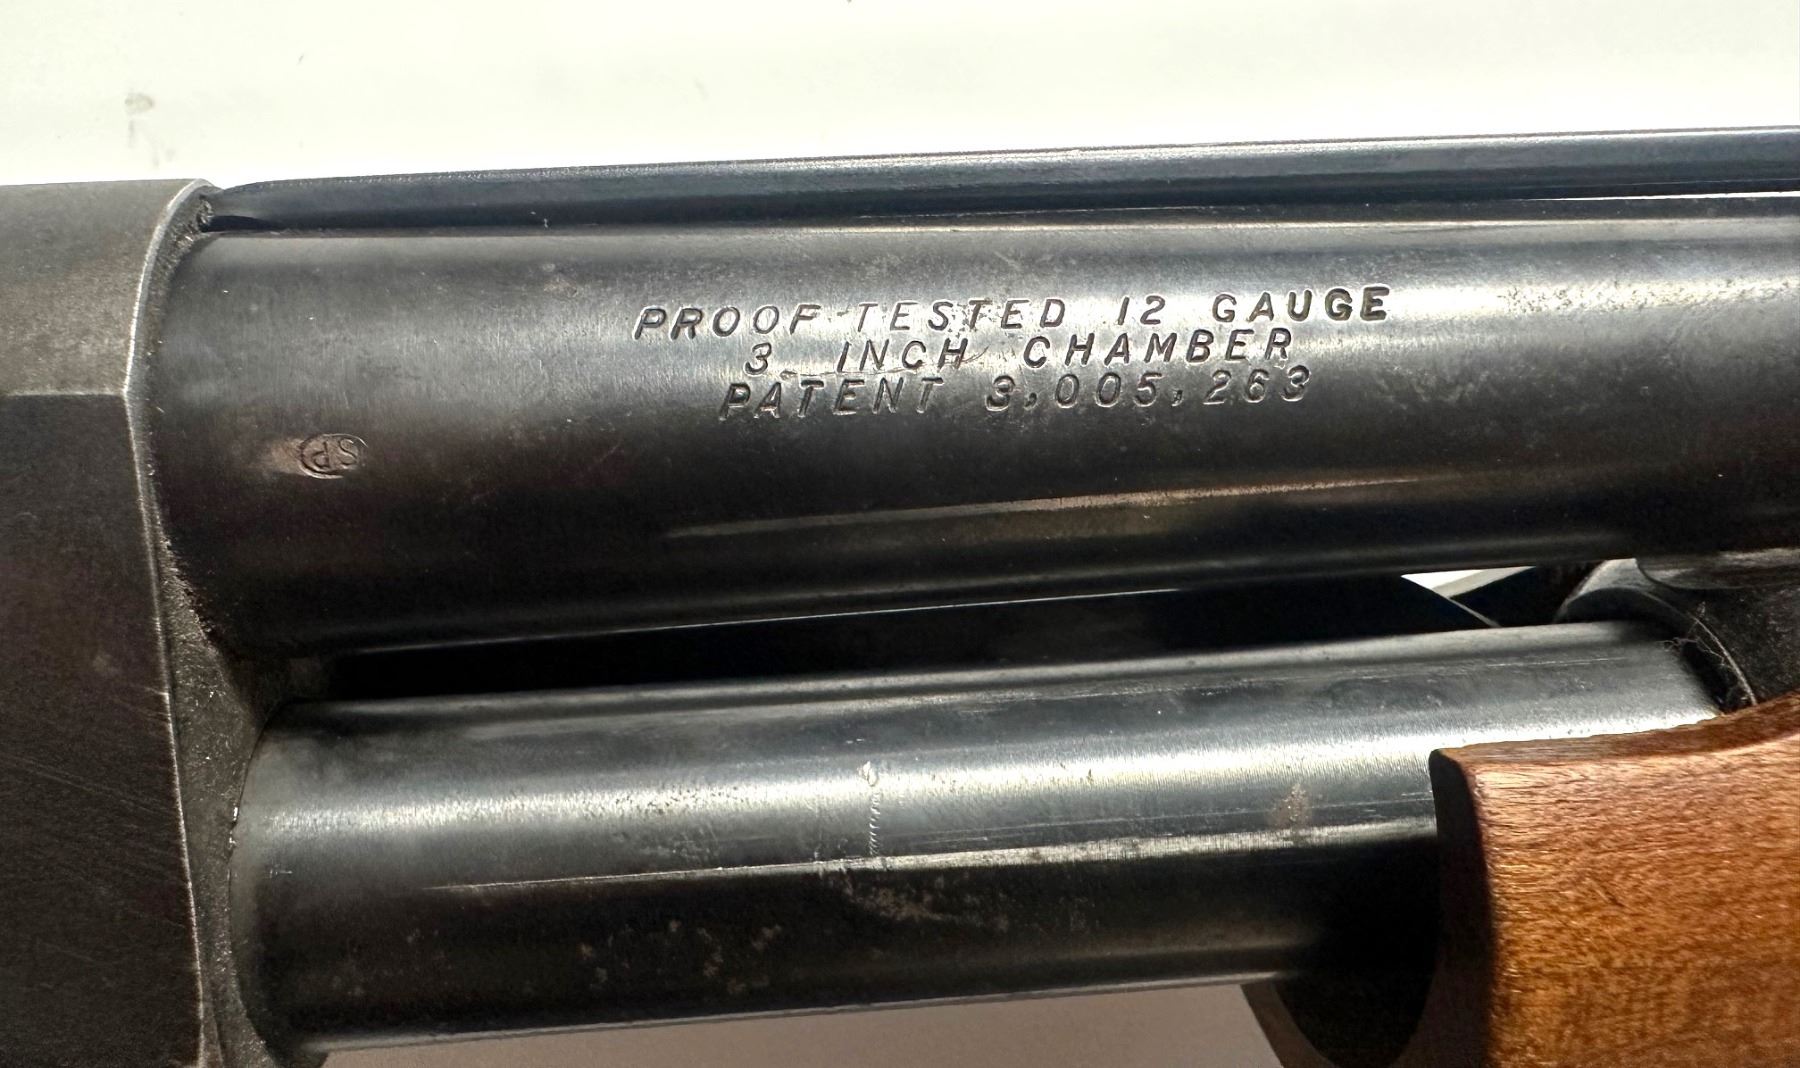 PROOF TESTED 12 GAUGE
3 INCH CHAMBER
PATENT 3,005,263
SP